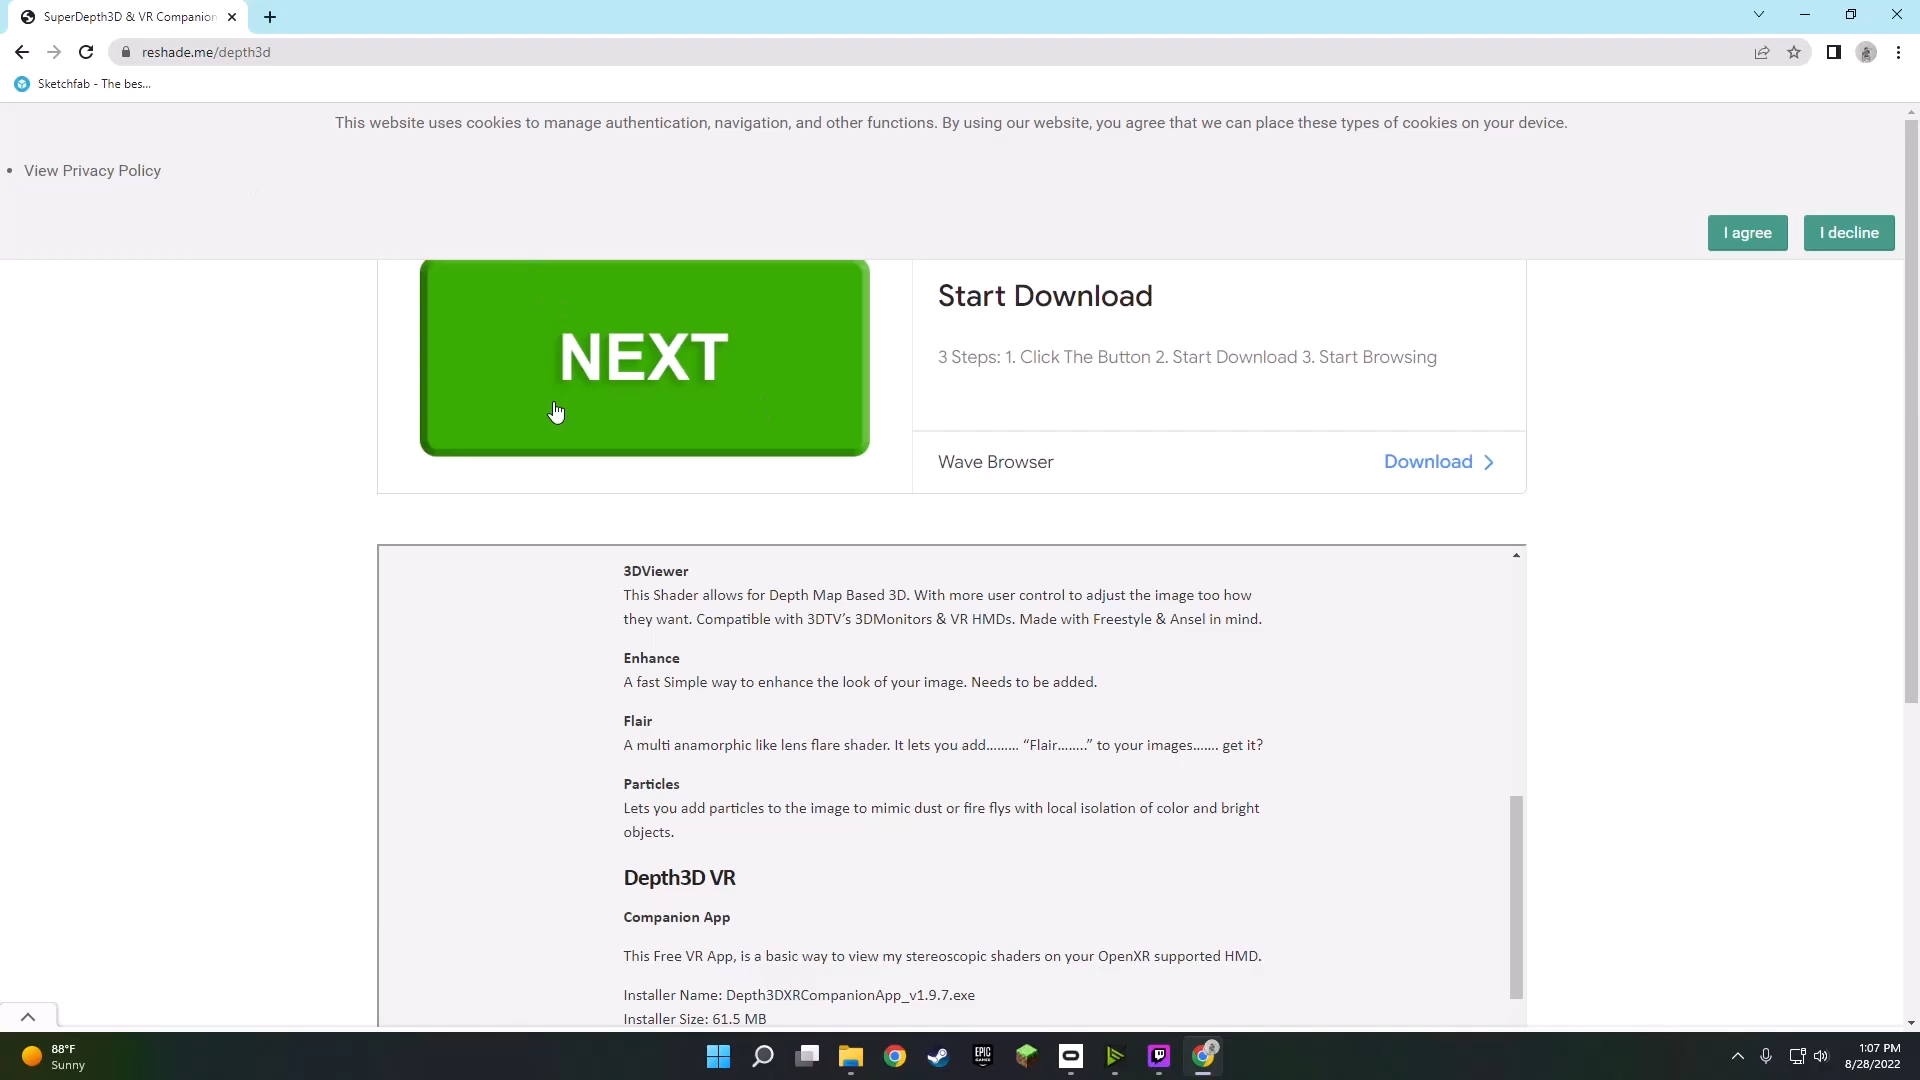 SuperDepth3D & VR Companion
reshade.me/depth3d
Sketchfab - The bes...
This website uses cookies to manage authentication, navigation, and other functions. By using our website, you agree that we can place these types of cookies on your device.
• View Privacy Policy
I agree
I decline
NEXT
Start Download
3 Steps: 1. Click The Button 2. Start Download 3. Start Browsing
Wave Browser
Download
3DViewer
This Shader allows for Depth Map Based 3D. With more user control to adjust the image too how
they want. Compatible with 3DTV’s 3DMonitors & VR HMDs. Made with Freestyle & Ansel in mind.
Enhance
A fast Simple way to enhance the look of your image. Needs to be added.
Flair
A multi anamorphic like lens flare shader. It lets you add……… “Flair……..” to your images……. get it?
Particles
Lets you add particles to the image to mimic dust or fire flys with local isolation of color and bright
objects.
Depth3D VR
Companion App
This Free VR App, is a basic way to view my stereoscopic shaders on your OpenXR supported HMD.
Installer Name: Depth3DXRCompanionApp_v1.9.7.exe
Installer Size: 61.5 MB
88°F
Sunny
EPIC
GAMES
1:07 PM
8/28/2022